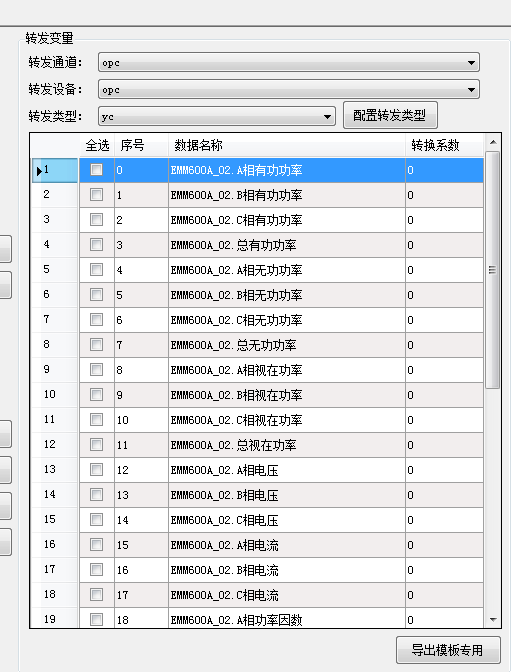 转发变量
转发通道： opc
转发设备： opc
转发类型： yc 配置转发类型
全选 序号 数据名称 转换系数
1 0 EMM600A_02.A相有功功率 0
2 1 EMM600A_02.B相有功功率 0
3 2 EMM600A_02.C相有功功率 0
4 3 EMM600A_02.总有功功率 0
5 4 EMM600A_02.A相无功功率 0
6 5 EMM600A_02.B相无功功率 0
7 6 EMM600A_02.C相无功功率 0
8 7 EMM600A_02.总无功功率 0
9 8 EMM600A_02.A相视在功率 0
10 9 EMM600A_02.B相视在功率 0
11 10 EMM600A_02.C相视在功率 0
12 11 EMM600A_02.总视在功率 0
13 12 EMM600A_02.A相电压 0
14 13 EMM600A_02.B相电压 0
15 14 EMM600A_02.C相电压 0
16 15 EMM600A_02.A相电流 0
17 16 EMM600A_02.B相电流 0
18 17 EMM600A_02.C相电流 0
19 18 EMM600A_02.A相功率因数 0
导出模板专用